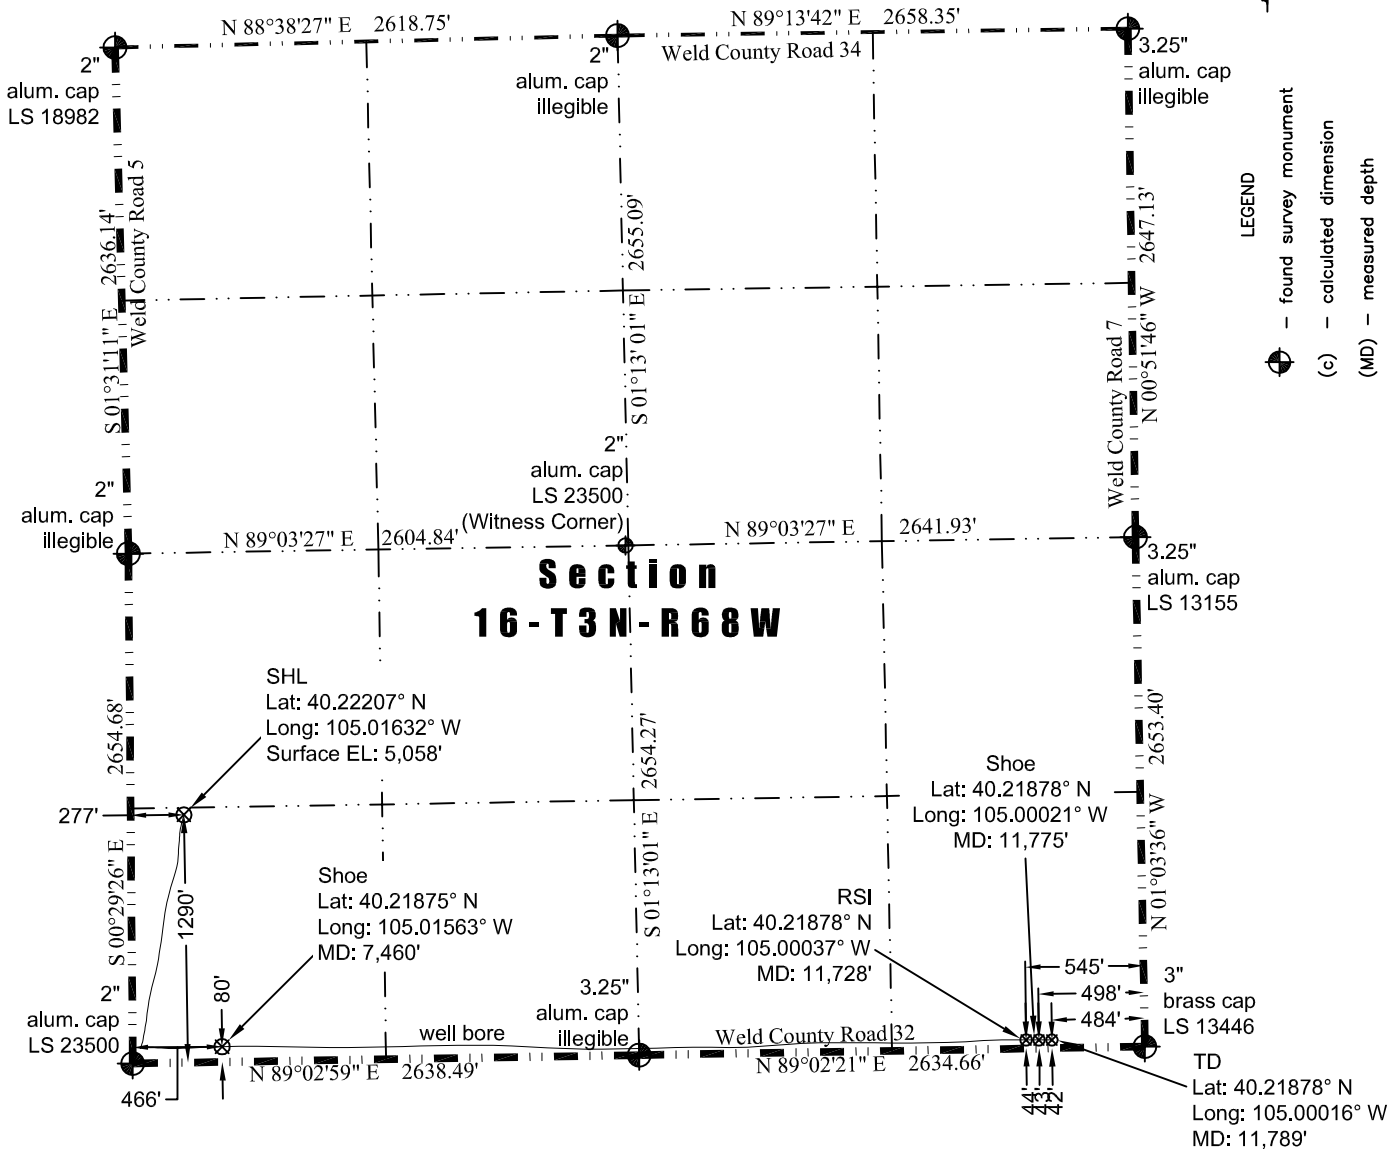 N 88°38'27" E 2618.75'
N 89°13'42" E 2658.35'
Weld County Road 34
2"
alum. cap
LS 18982
2"
alum. cap
illegible
3.25"
alum. cap
illegible
LEGEND
– found survey monument
(c) – calculated dimension
(MD) – measured depth
S 01°31'11" E 2636.14'
Weld County Road 5
S 01°13'01" E 2655.09'
N 00°51'46" W 2647.13'
Weld County Road 7
2"
alum. cap
illegible
2"
alum. cap
LS 23500
(Witness Corner)
N 89°03'27" E 2604.84'
N 89°03'27" E 2641.93'
3.25"
alum. cap
LS 13155
Section
16-T3N-R68W
SHL
Lat: 40.22207° N
Long: 105.01632° W
Surface EL: 5,058'
S 00°29'26" E 2654.68'
277'
1290'
S 01°13'01" E 2654.27'
N 01°03'36" W 2653.40'
Shoe
Lat: 40.21878° N
Long: 105.00021° W
MD: 11,775'
Shoe
Lat: 40.21875° N
Long: 105.01563° W
MD: 7,460'
RSI
Lat: 40.21878° N
Long: 105.00037° W
MD: 11,728'
545'
498'
484'
3"
brass cap
LS 13446
2"
alum. cap
LS 23500
80'
3.25"
alum. cap
illegible
well bore
Weld County Road 32
N 89°02'59" E 2638.49'
N 89°02'21" E 2634.66'
466'
44'
43'
42'
TD
Lat: 40.21878° N
Long: 105.00016° W
MD: 11,789'